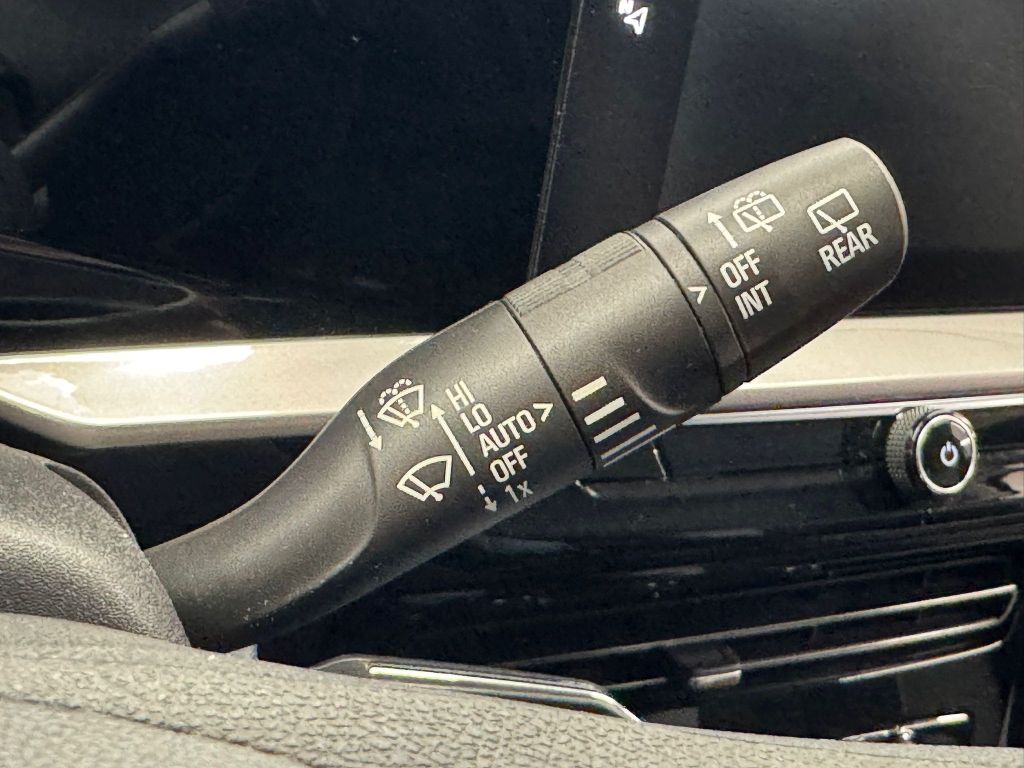 HI
LO
AUTO
OFF
1x
OFF
INT
REAR